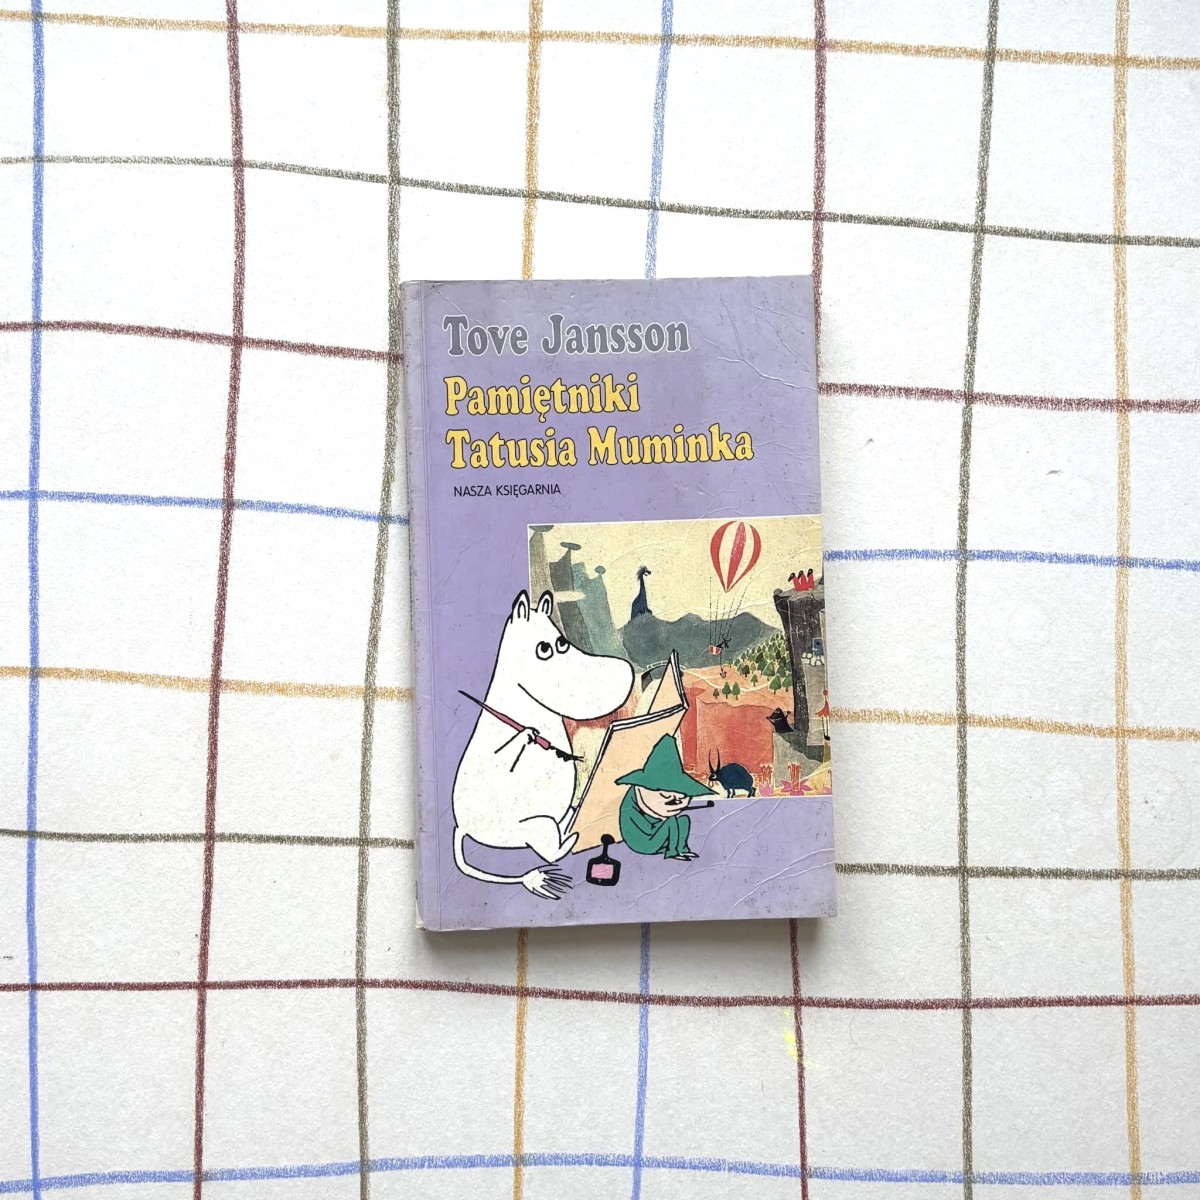 Tove Jansson
Pamiętniki
Tatusia Muminka
NASZA KSIĘGARNIA